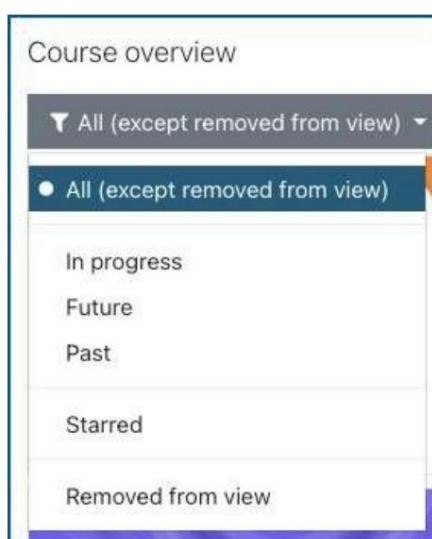 Course overview
All (except removed from view)
All (except removed from view)
In progress
Future
Past
Starred
Removed from view